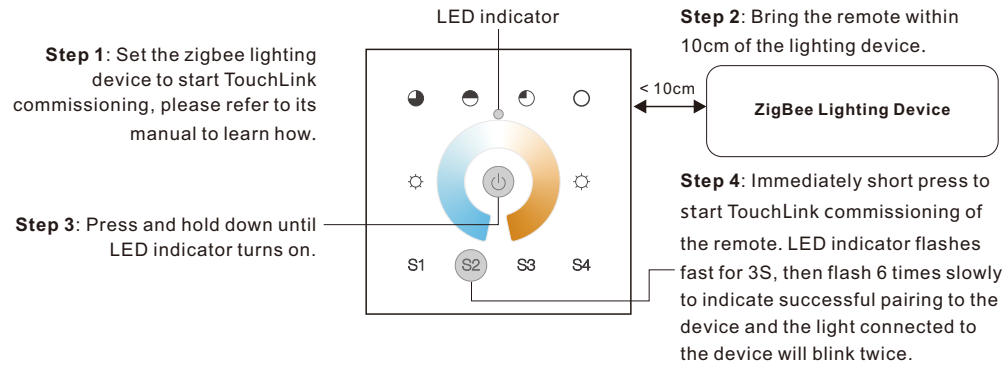 LED indicator
Step 1: Set the zigbee lighting
device to start TouchLink
commissioning, please refer to its
manual to learn how.
Step 2: Bring the remote within
10cm of the lighting device.
< 10cm
ZigBee Lighting Device
Step 3: Press and hold down until
LED indicator turns on.
S1 S2 S3 S4
Step 4: Immediately short press to
start TouchLink commissioning of
the remote. LED indicator flashes
fast for 3S, then flash 6 times slowly
to indicate successful pairing to the
device and the light connected to
the device will blink twice.